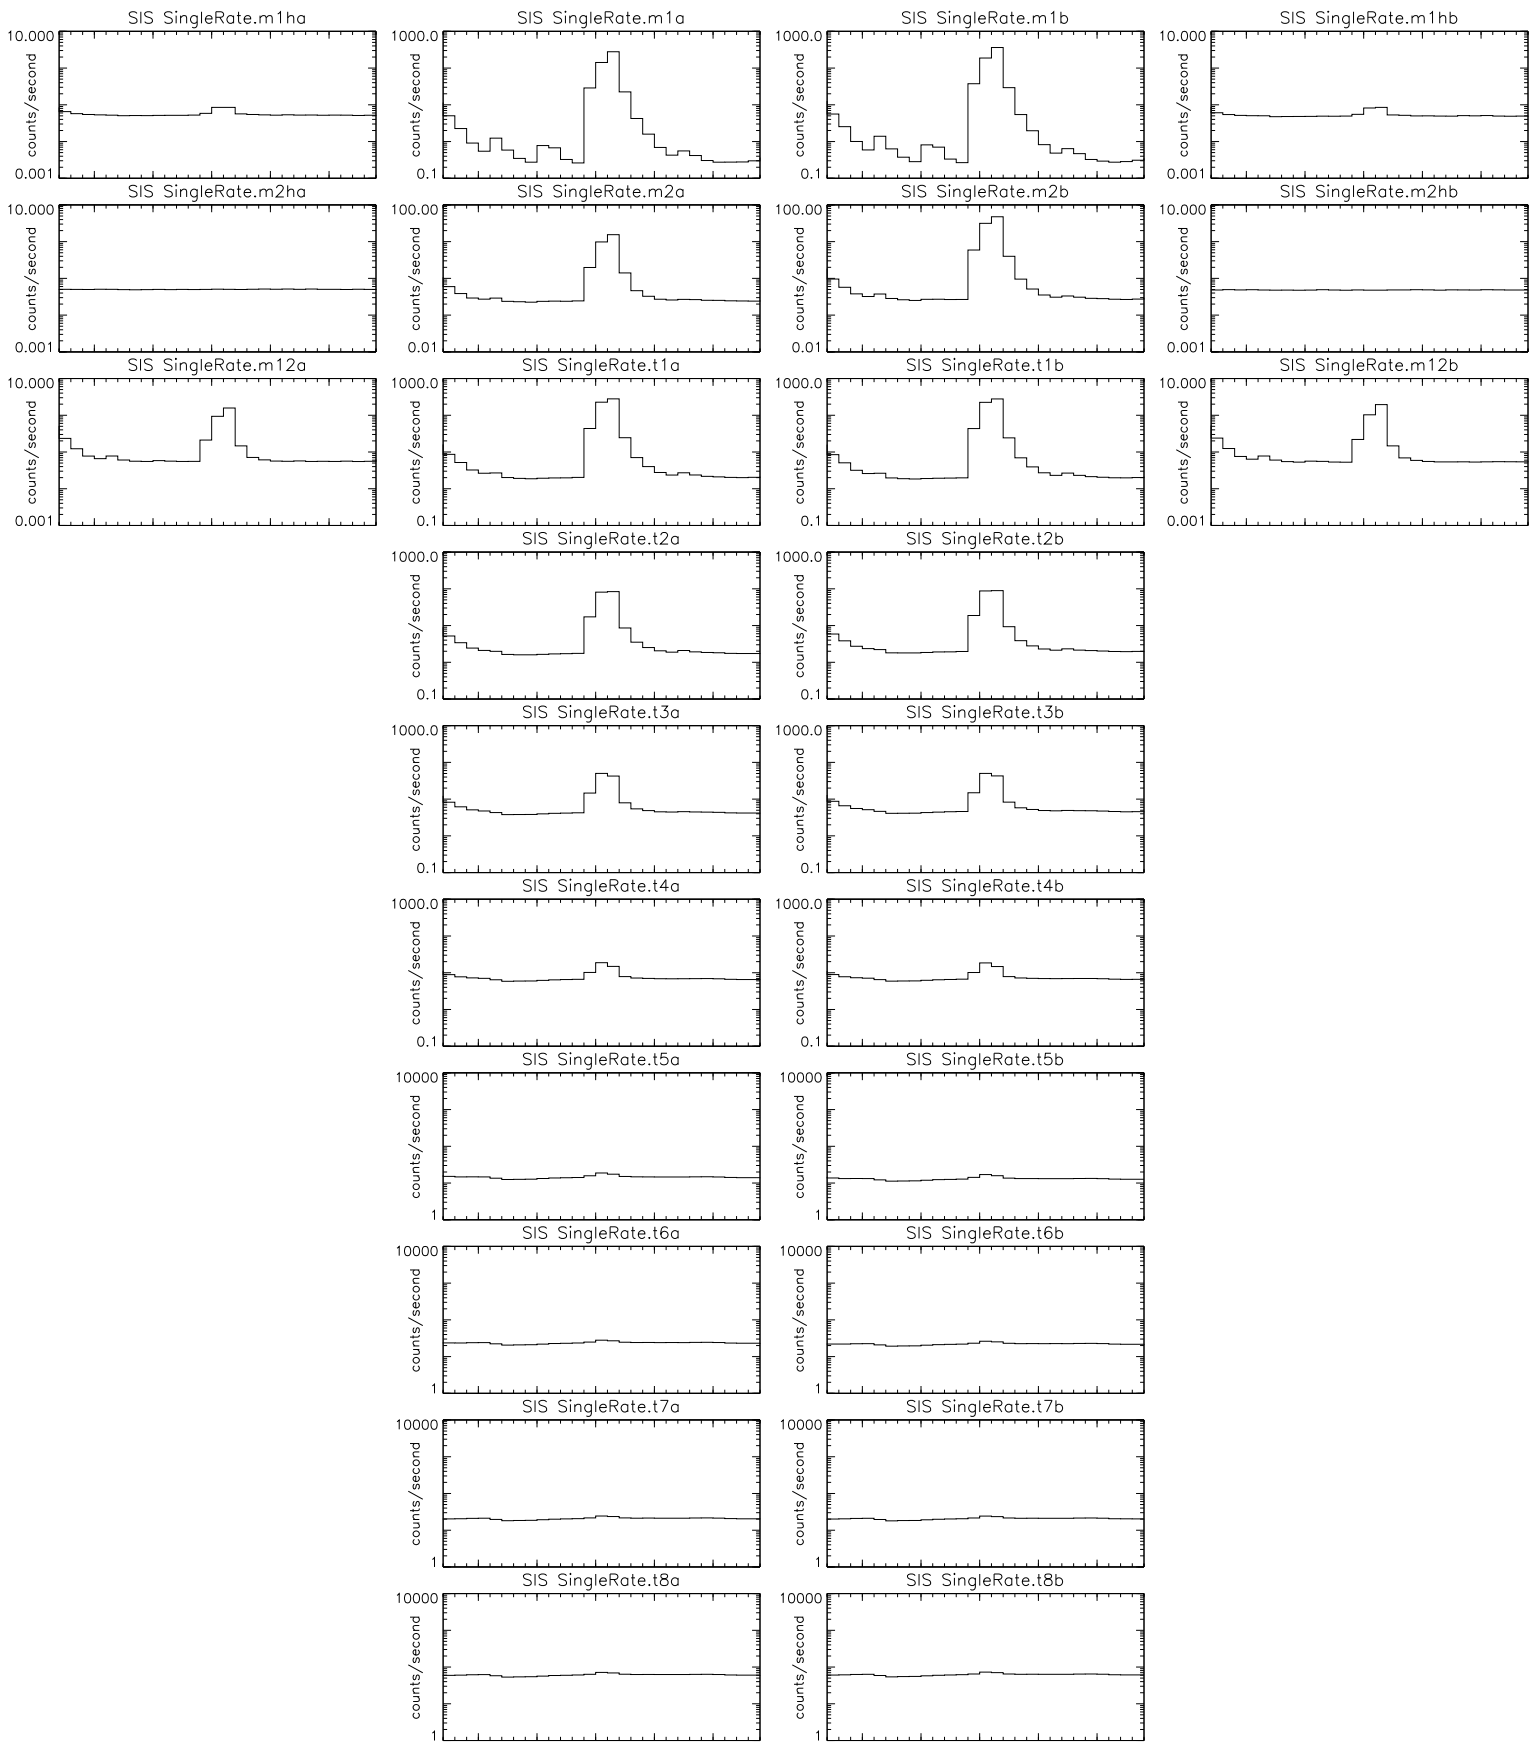 SIS SingleRate.m1ha
10.000
counts/second
0.001
SIS SingleRate.m1a
1000.0
counts/second
0.1
SIS SingleRate.m1b
1000.0
counts/second
0.1
SIS SingleRate.m1hb
10.000
counts/second
0.001
SIS SingleRate.m2ha
10.000
counts/second
0.001
SIS SingleRate.m2a
100.00
counts/second
0.01
SIS SingleRate.m2b
100.00
counts/second
0.01
SIS SingleRate.m2hb
10.000
counts/second
0.001
SIS SingleRate.m12a
10.000
counts/second
0.001
SIS SingleRate.t1a
1000.0
counts/second
0.1
SIS SingleRate.t1b
1000.0
counts/second
0.1
SIS SingleRate.m12b
10.000
counts/second
0.001
SIS SingleRate.t2a
1000.0
counts/second
0.1
SIS SingleRate.t2b
1000.0
counts/second
0.1
SIS SingleRate.t3a
1000.0
counts/second
0.1
SIS SingleRate.t3b
1000.0
counts/second
0.1
SIS SingleRate.t4a
1000.0
counts/second
0.1
SIS SingleRate.t4b
1000.0
counts/second
0.1
SIS SingleRate.t5a
10000
counts/second
1
SIS SingleRate.t5b
10000
counts/second
1
SIS SingleRate.t6a
10000
counts/second
1
SIS SingleRate.t6b
10000
counts/second
1
SIS SingleRate.t7a
10000
counts/second
1
SIS SingleRate.t7b
10000
counts/second
1
SIS SingleRate.t8a
10000
counts/second
1
SIS SingleRate.t8b
10000
counts/second
1